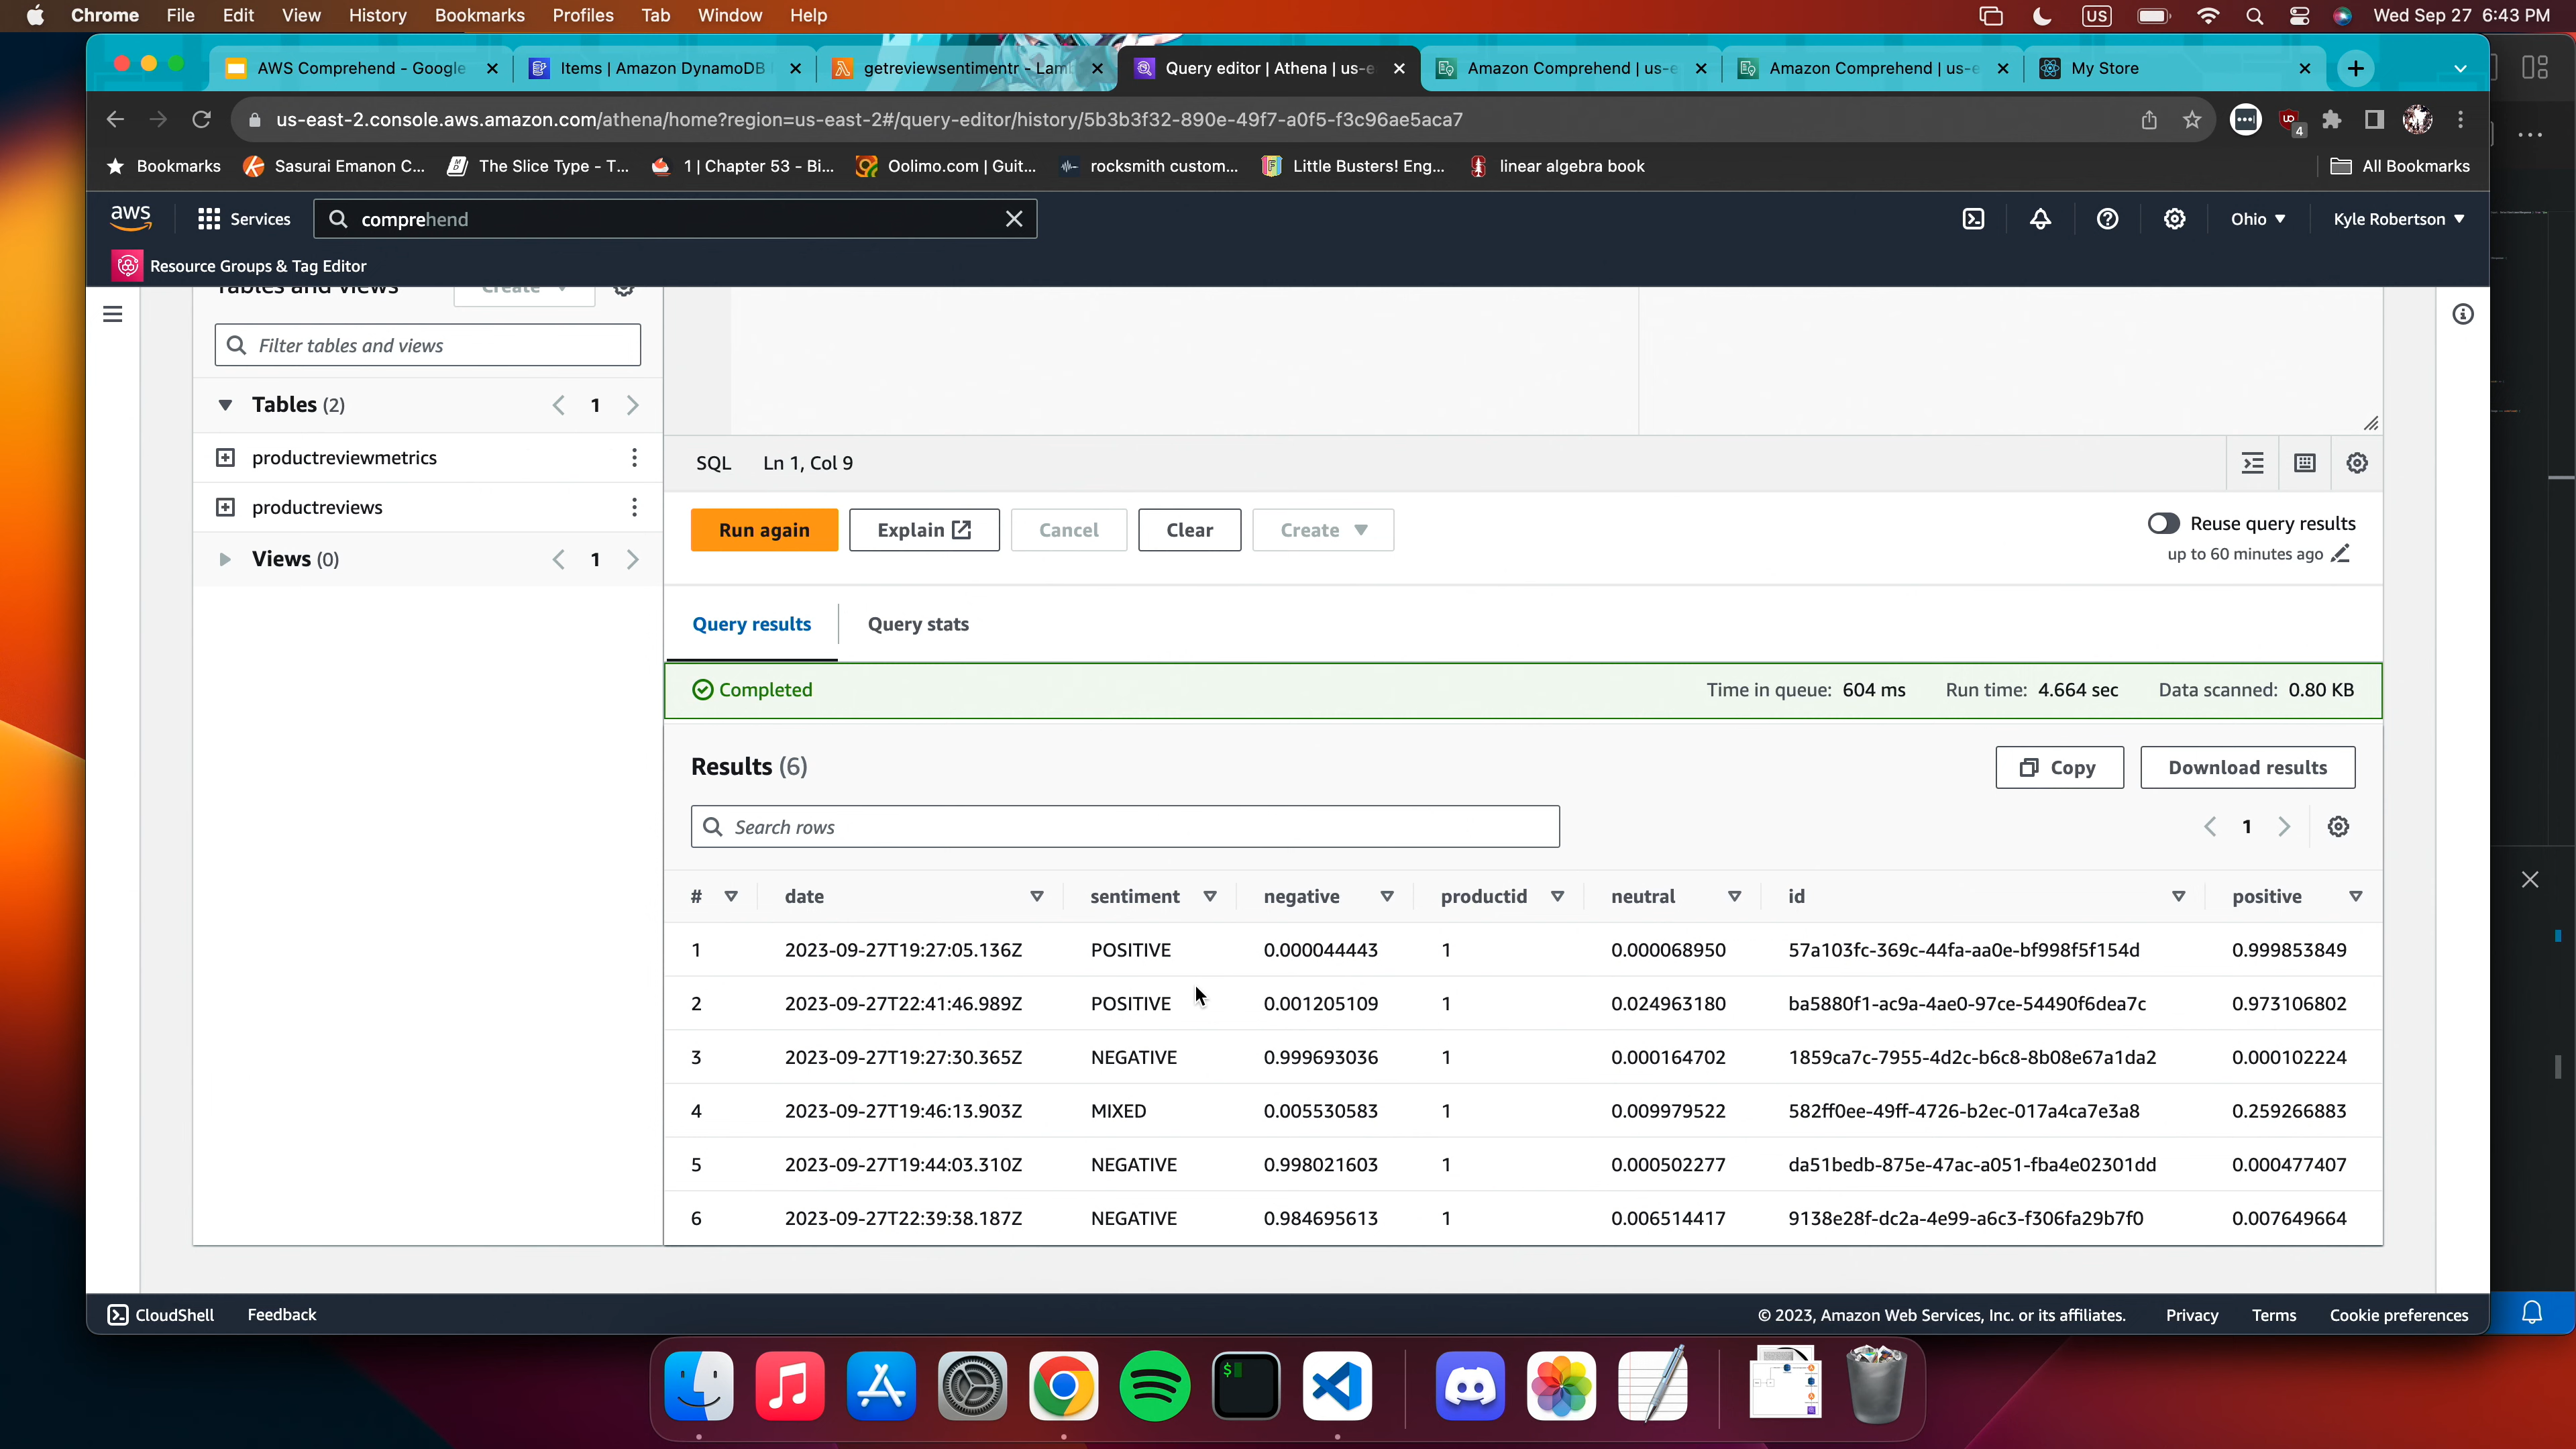 Chrome File Edit View History Bookmarks Profiles Tab Window Help US Wed Sep 27 6:43 PM
AWS Comprehend - Google Items | Amazon DynamoDB getreviewsentimentr - Lam Query editor | Athena | us-e Amazon Comprehend | us-e Amazon Comprehend | us-e My Store
us-east-2.console.aws.amazon.com/athena/home?region=us-east-2#/query-editor/history/5b3b3f32-890e-49f7-a0f5-f3c96ae5aca7 4
Bookmarks Sasurai Emanon C... The Slice Type - T... 1 | Chapter 53 - Bi... Oolimo.com | Guit... rocksmith custom... Little Busters! Eng... linear algebra book All Bookmarks
aws Services comprehend Ohio Kyle Robertson
Resource Groups & Tag Editor
Tables and views Create
Filter tables and views
Tables (2) 1
productreviewmetrics
productreviews
Views (0) 1
SQL Ln 1, Col 9
Run again Explain Cancel Clear Create Reuse query results
up to 60 minutes ago
Query results Query stats
Completed Time in queue: 604 ms Run time: 4.664 sec Data scanned: 0.80 KB
Results (6) Copy Download results
Search rows 1
# date sentiment negative productid neutral id positive
1 2023-09-27T19:27:05.136Z POSITIVE 0.000044443 1 0.000068950 57a103fc-369c-44fa-aa0e-bf998f5f154d 0.999853849
2 2023-09-27T22:41:46.989Z POSITIVE 0.001205109 1 0.024963180 ba5880f1-ac9a-4ae0-97ce-54490f6dea7c 0.973106802
3 2023-09-27T19:27:30.365Z NEGATIVE 0.999693036 1 0.000164702 1859ca7c-7955-4d2c-b6c8-8b08e67a1da2 0.000102224
4 2023-09-27T19:46:13.903Z MIXED 0.005530583 1 0.009979522 582ff0ee-49ff-4726-b2ec-017a4ca7e3a8 0.259266883
5 2023-09-27T19:44:03.310Z NEGATIVE 0.998021603 1 0.000502277 da51bedb-875e-47ac-a051-fba4e02301dd 0.000477407
6 2023-09-27T22:39:38.187Z NEGATIVE 0.984695613 1 0.006514417 9138e28f-dc2a-4e99-a6c3-f306fa29b7f0 0.007649664
CloudShell Feedback © 2023, Amazon Web Services, Inc. or its affiliates. Privacy Terms Cookie preferences